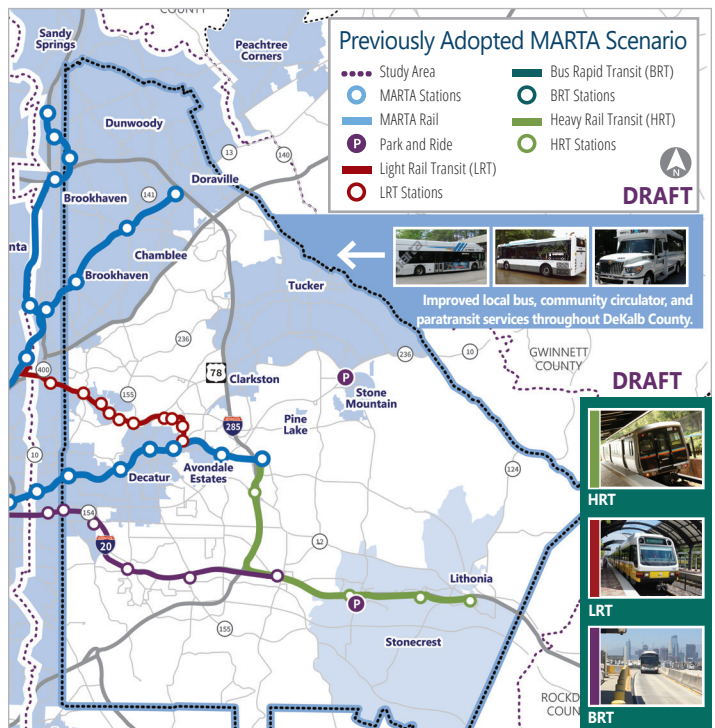 COUNTY
Sandy
Springs
Peachtree
Corners
Previously Adopted MARTA Scenario
Study Area
MARTA Stations
MARTA Rail
P
Park and Ride
Light Rail Transit (LRT)
LRT Stations
Bus Rapid Transit (BRT)
BRT Stations
Heavy Rail Transit (HRT)
HRT Stations
N
DRAFT
Dunwoody
13
140
Doraville
141
Brookhaven
nta
Chamblee
Brookhaven
Tucker
Improved local bus, community circulator, and
paratransit services throughout DeKalb County.
236
236
10
GWINNETT
COUNTY
400
78
Clarkston
P
DRAFT
155
Stone
Mountain
285
Pine
Lake
10
Avondale
Estates
Decatur
124
HRT
154
20
12
Lithonia
P
LRT
155
Stonecrest
ROCKD
COUN
BRT